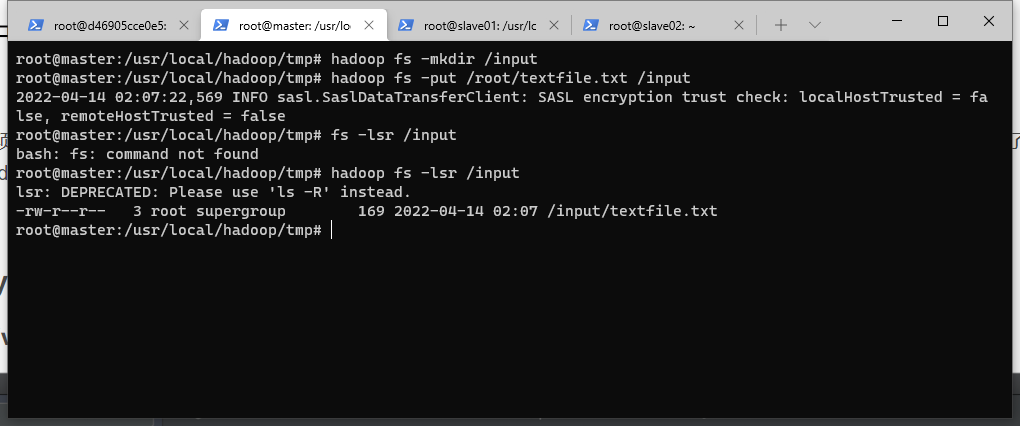 root@d46905cce0e5:
root@master: /usr/lo
root@slave01: /usr/lc
root@slave02: ~
root@master:/usr/local/hadoop/tmp# hadoop fs -mkdir /input
root@master:/usr/local/hadoop/tmp# hadoop fs -put /root/textfile.txt /input
2022-04-14 02:07:22,569 INFO sasl.SaslDataTransferClient: SASL encryption trust check: localHostTrusted = fa
lse, remoteHostTrusted = false
root@master:/usr/local/hadoop/tmp# fs -lsr /input
bash: fs: command not found
root@master:/usr/local/hadoop/tmp# hadoop fs -lsr /input
lsr: DEPRECATED: Please use 'ls -R' instead.
-rw-r--r--   3 root supergroup        169 2022-04-14 02:07 /input/textfile.txt
root@master:/usr/local/hadoop/tmp#